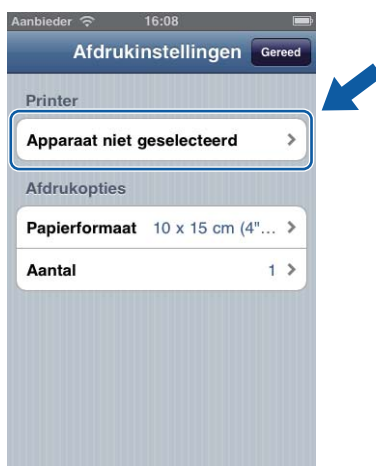 Aanbieder 16:08
Afdrukinstellingen Gereed
Printer
Apparaat niet geselecteerd
Afdrukopties
Papierformaat 10 x 15 cm (4"...
Aantal 1